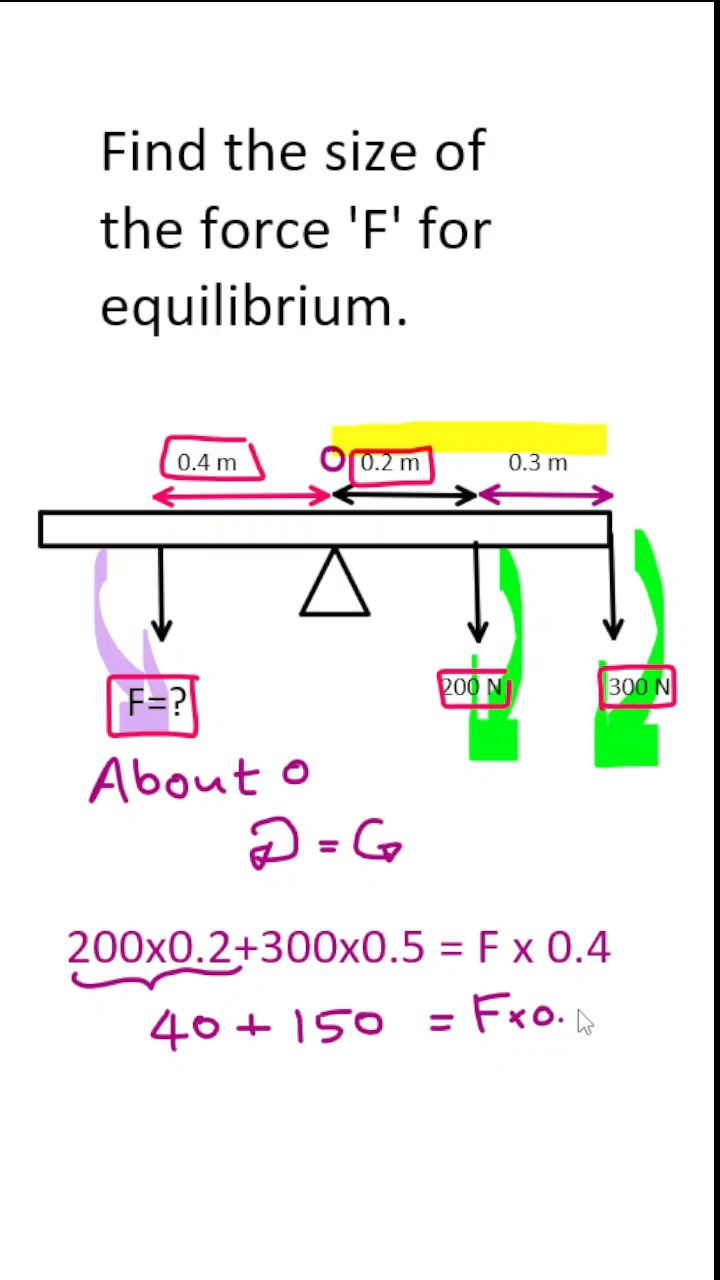 Find the size of
the force 'F' for
equilibrium.
0.4 m O 0.2 m 0.3 m
F=? 200 N 300 N
About O
= 
200x0.2+300x0.5 = F x 0.4
40 + 150 = Fx0.